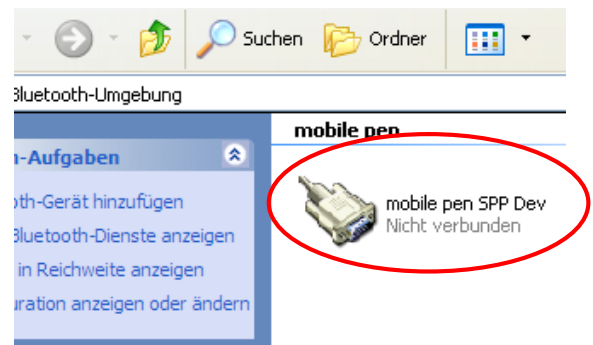 Suchen Ordner
Bluetooth-Umgebung
mobile pen
n-Aufgaben
oth-Gerät hinzufügen
Bluetooth-Dienste anzeigen
in Reichweite anzeigen
uration anzeigen oder ändern
mobile pen SPP Dev
Nicht verbunden